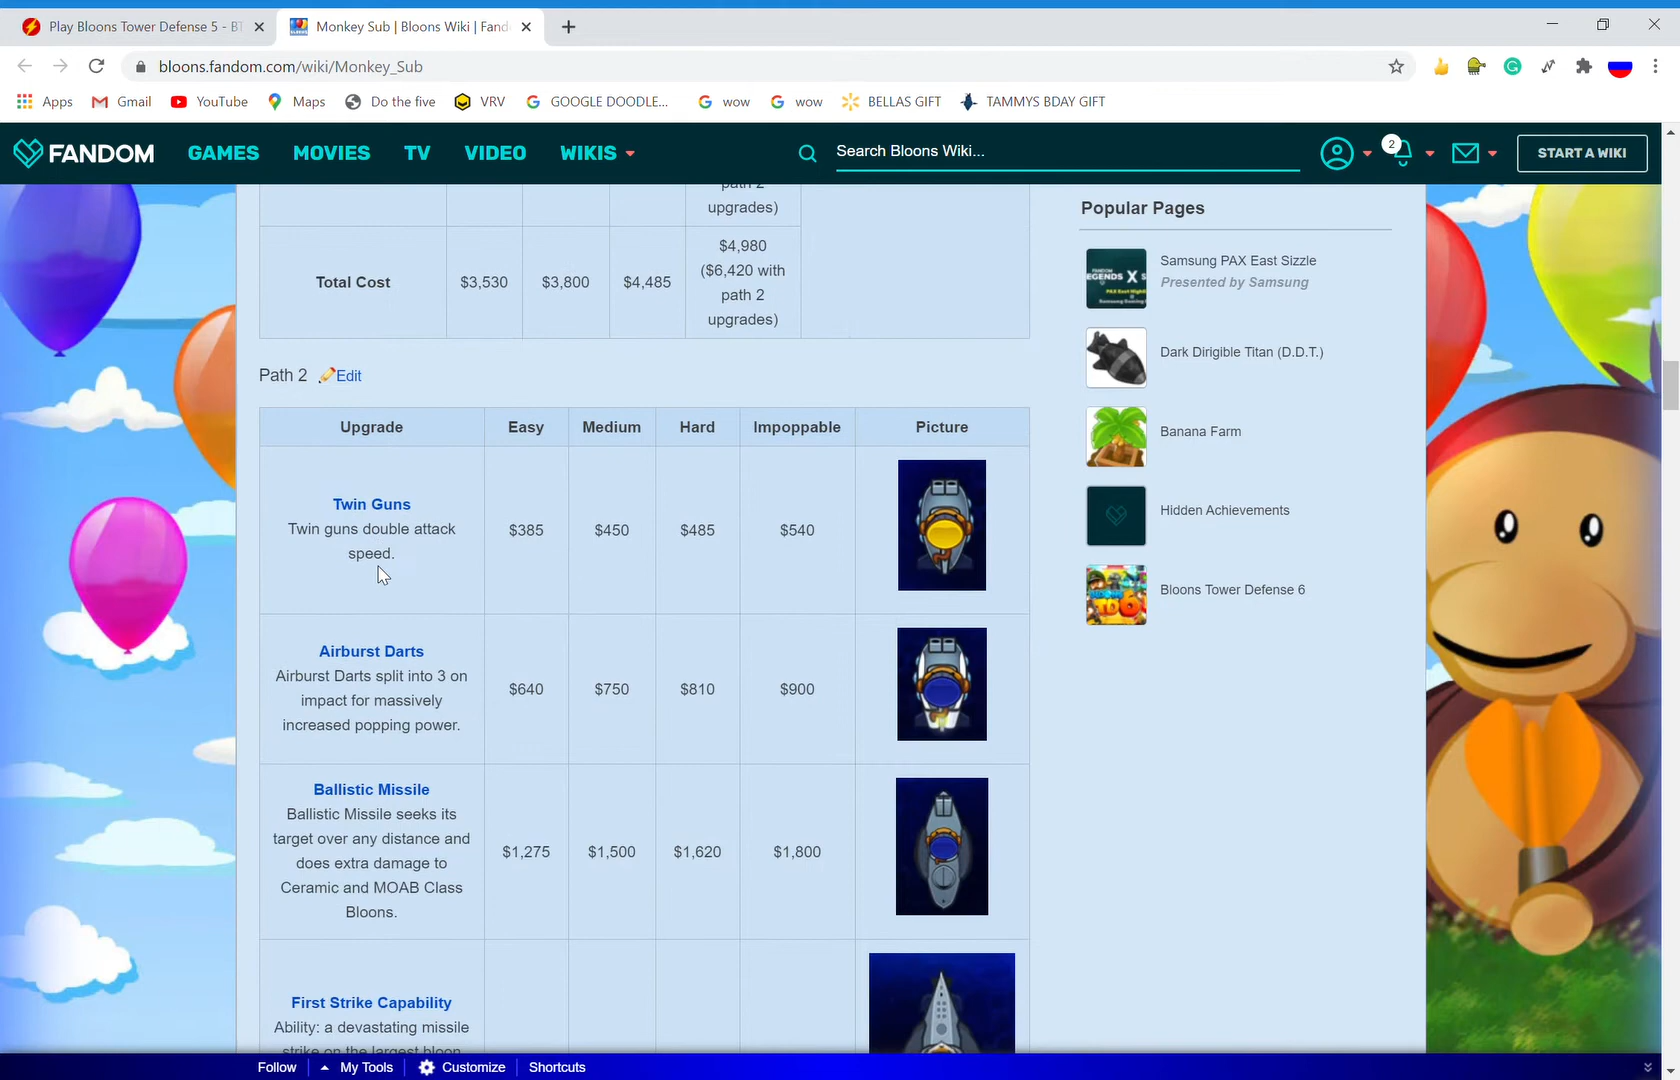 Play Bloons Tower Defense 5 - BT
Monkey Sub | Bloons Wiki | Fand
bloons.fandom.com/wiki/Monkey_Sub
Apps Gmail YouTube Maps Do the five VRV GOOGLE DOODLE... wow wow BELLAS GIFT TAMMYS BDAY GIFT
FANDOM GAMES MOVIES TV VIDEO WIKIS Search Bloons Wiki... 2 START A WIKI
path 2
upgrades)
Total Cost $3,530 $3,800 $4,485 $4,980
($6,420 with
path 2
upgrades)
Path 2 Edit
Upgrade Easy Medium Hard Impoppable Picture
Twin Guns
Twin guns double attack
speed.
$385 $450 $485 $540
Airburst Darts
Airburst Darts split into 3 on
impact for massively
increased popping power.
$640 $750 $810 $900
Ballistic Missile
Ballistic Missile seeks its
target over any distance and
does extra damage to
Ceramic and MOAB Class
Bloons.
$1,275 $1,500 $1,620 $1,800
First Strike Capability
Ability: a devastating missile
strike on the largest bloon
Popular Pages
Samsung PAX East Sizzle
Presented by Samsung
Dark Dirigible Titan (D.D.T.)
Banana Farm
Hidden Achievements
Bloons Tower Defense 6
Follow My Tools Customize Shortcuts